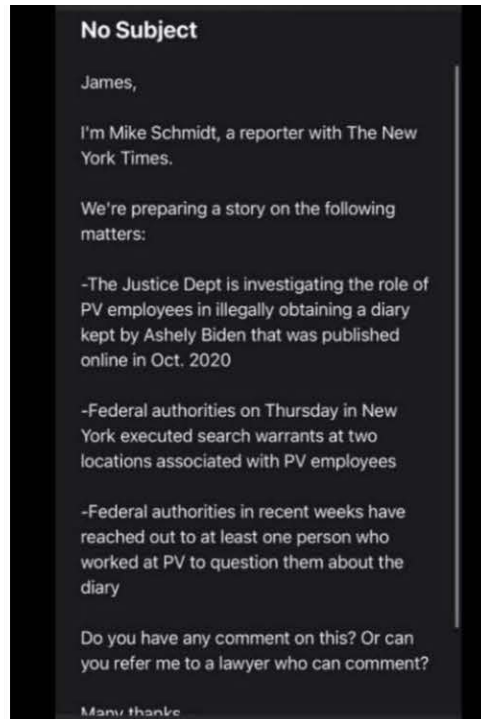 No Subject
James,
I'm Mike Schmidt, a reporter with The New
York Times.
We're preparing a story on the following
matters:
-The Justice Dept is investigating the role of
PV employees in illegally obtaining a diary
kept by Ashely Biden that was published
online in Oct. 2020
-Federal authorities on Thursday in New
York executed search warrants at two
locations associated with PV employees
-Federal authorities in recent weeks have
reached out to at least one person who
worked at PV to question them about the
diary
Do you have any comment on this? Or can
you refer me to a lawyer who can comment?
Many thanks